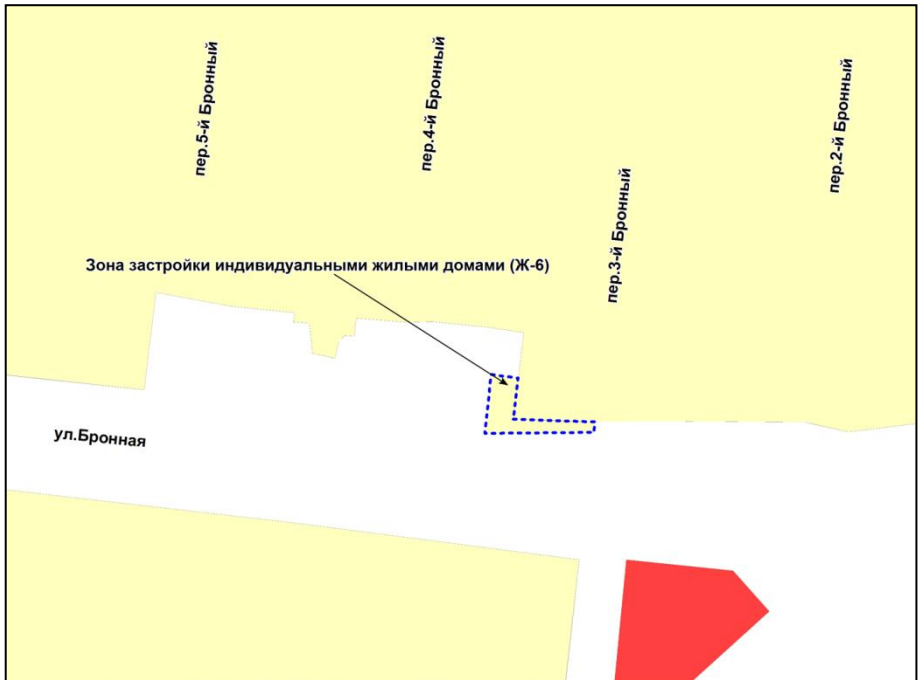 пер.5-й Бронный
пер.4-й Бронный
пер.2-й Бронный
пер.3-й Бронный
Зона застройки индивидуальными жилыми домами (Ж-6)
ул.Бронная